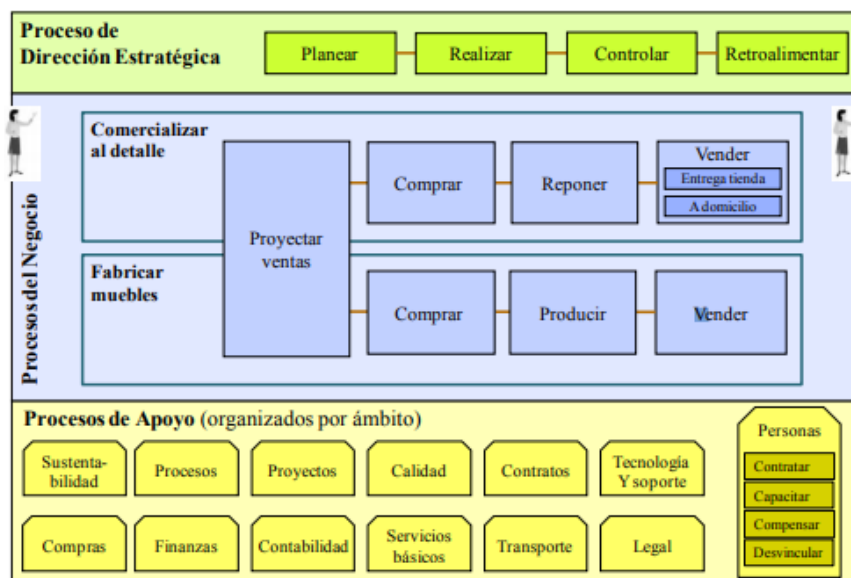 Proceso de
Dirección Estratégica
Planear
Realizar
Controlar
Retroalimentar
Procesos del Negocio
Comercializar
al detalle
Proyectar
ventas
Comprar
Reponer
Vender
Entrega tienda
A domicilio
Fabricar
muebles
Comprar
Producir
Vender
Procesos de Apoyo (organizados por ámbito)
Sustenta-
bilidad
Procesos
Proyectos
Calidad
Contratos
Tecnología
Y soporte
Compras
Finanzas
Contabilidad
Servicios
básicos
Transporte
Legal
Personas
Contratar
Capacitar
Compensar
Desvincular